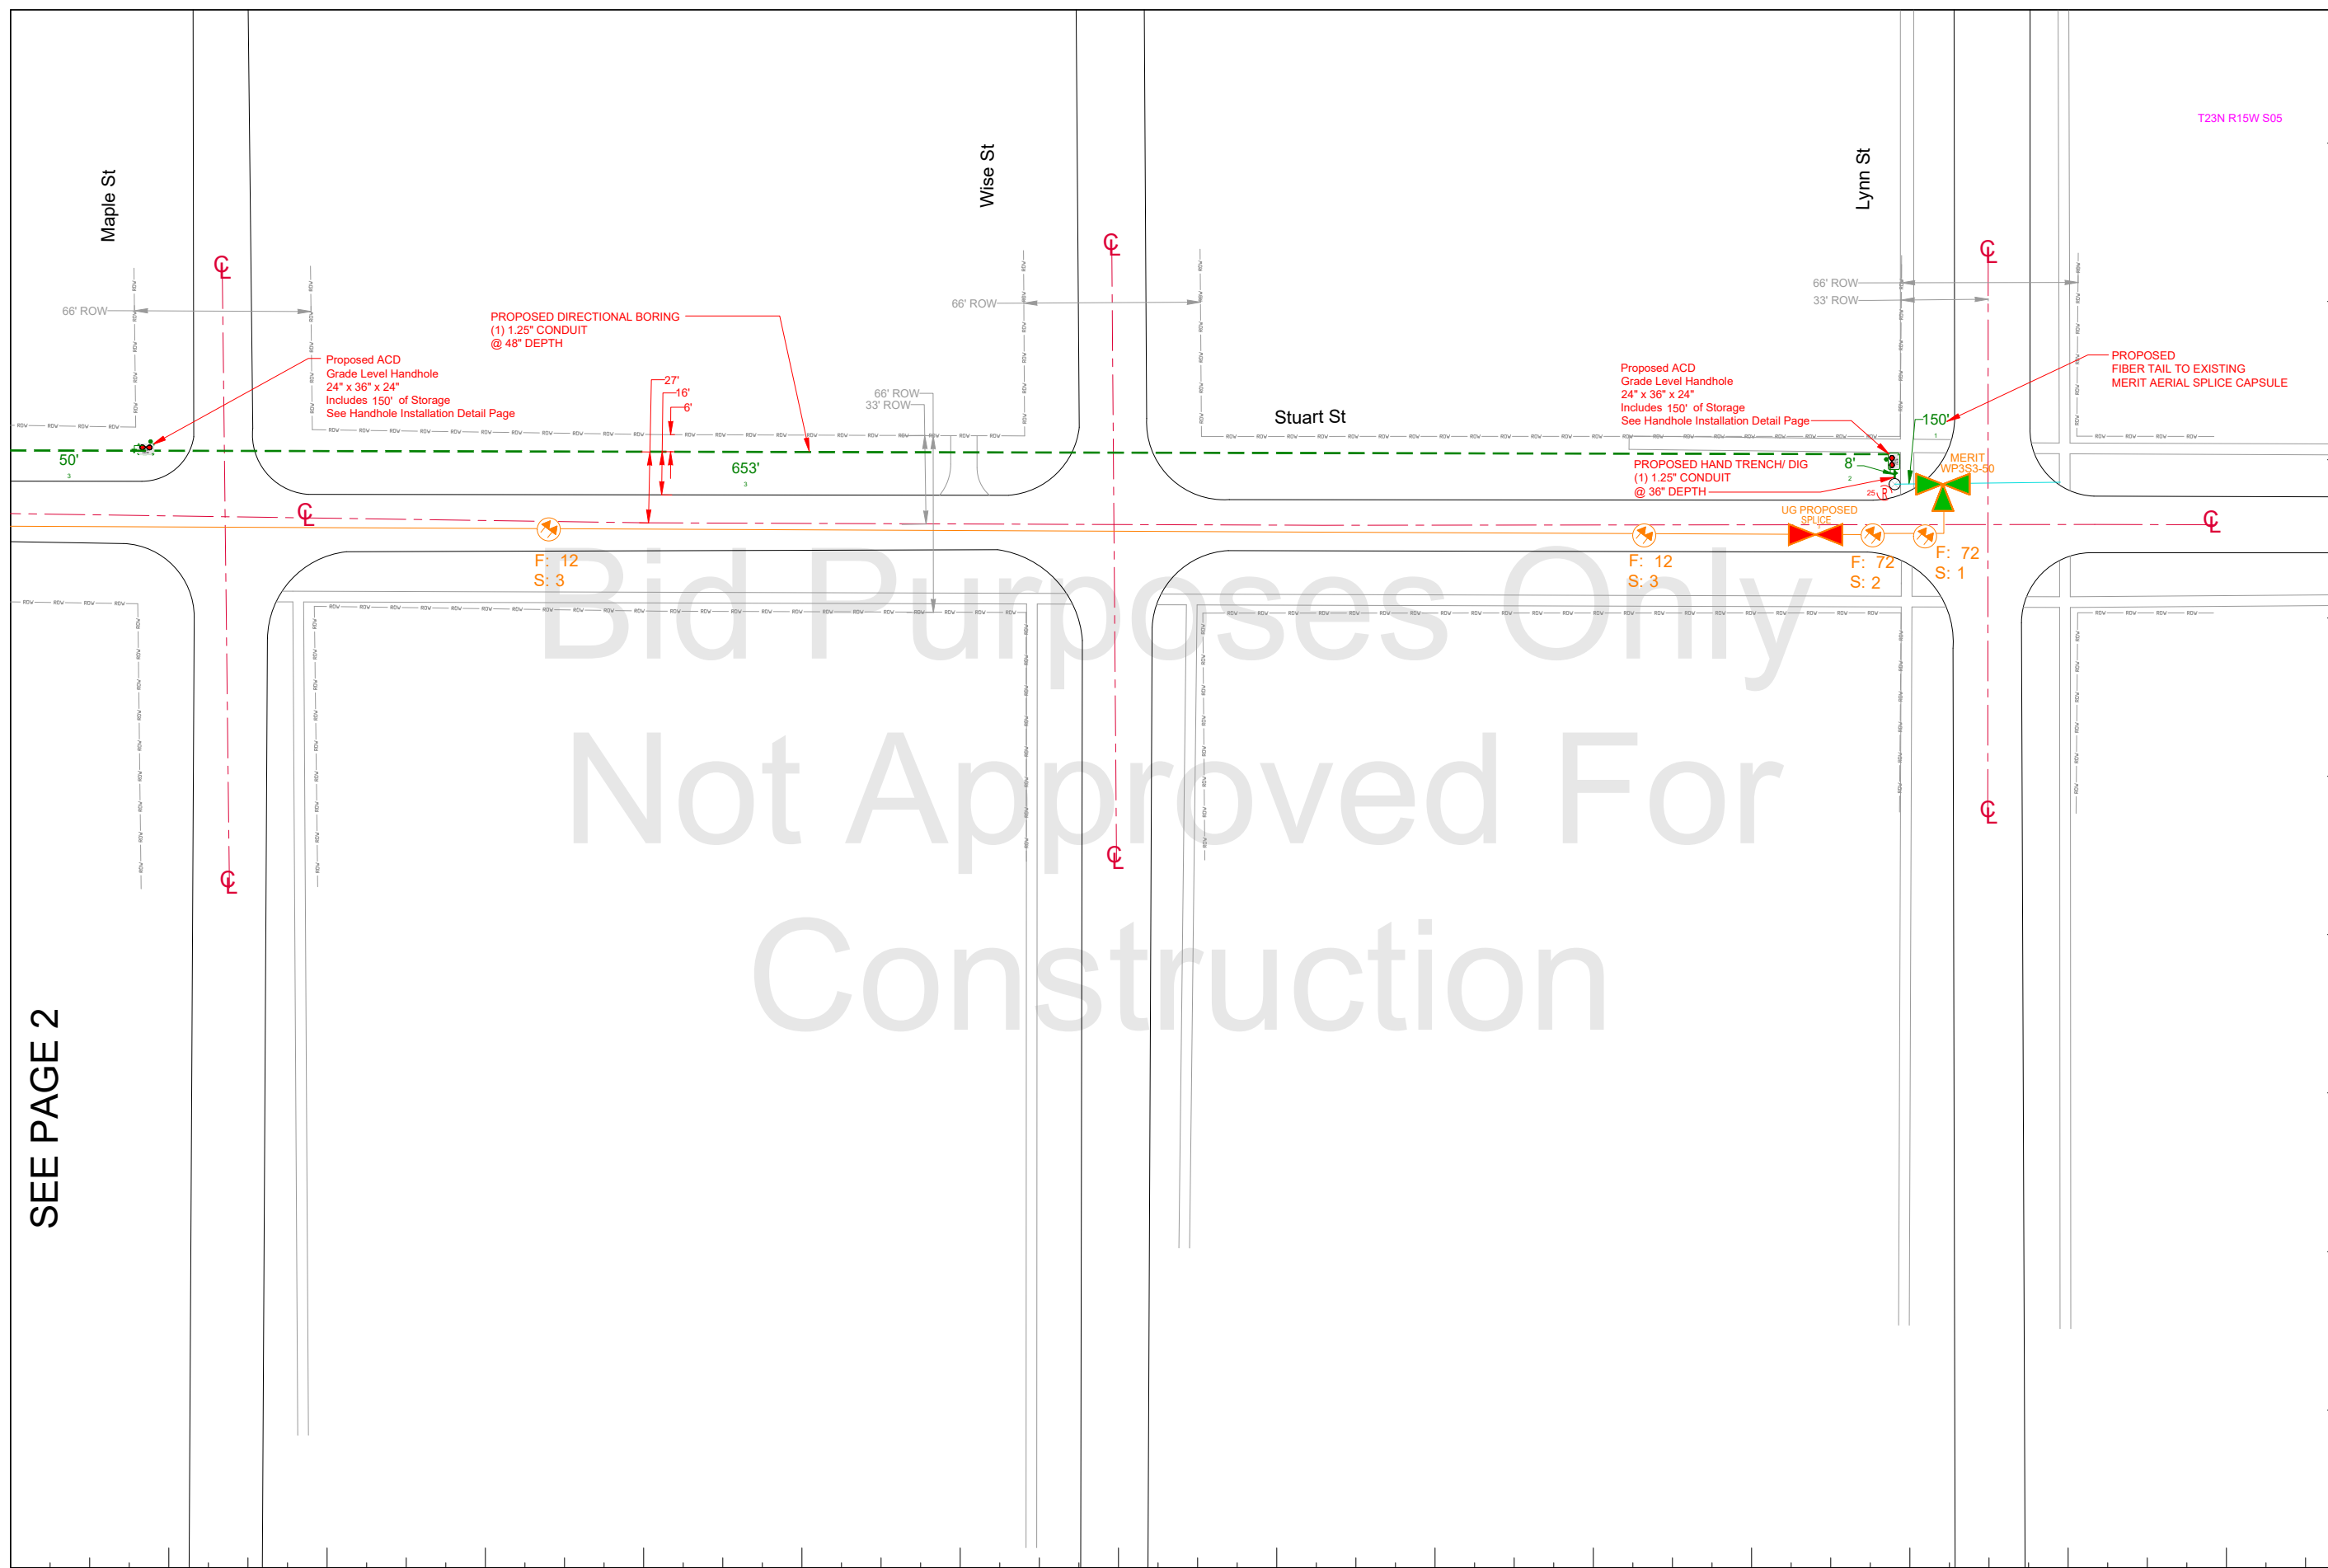 T23N R15W S05
Maple St
Wise St
Lynn St
66' ROW
66' ROW
66' ROW
33' ROW
PROPOSED DIRECTIONAL BORING
(1) 1.25" CONDUIT
@ 48" DEPTH
Proposed ACD
Grade Level Handhole
24" x 36" x 24"
Includes 150' of Storage
See Handhole Installation Detail Page
27'
16'
6'
66' ROW
33' ROW
Stuart St
Proposed ACD
Grade Level Handhole
24" x 36" x 24"
Includes 150' of Storage
See Handhole Installation Detail Page
PROPOSED
FIBER TAIL TO EXISTING
MERIT AERIAL SPLICE CAPSULE
150'
1
50'
3
653'
3
PROPOSED HAND TRENCH/ DIG
(1) 1.25" CONDUIT
@ 36" DEPTH
8'
2
25
R
MERIT
WP3S3-50
UG PROPOSED
SPLICE
F: 12
S: 3
F: 12
S: 3
F: 72
S: 2
F: 72
S: 1
Bid Purposes Only
Not Approved For
Construction
SEE PAGE 2